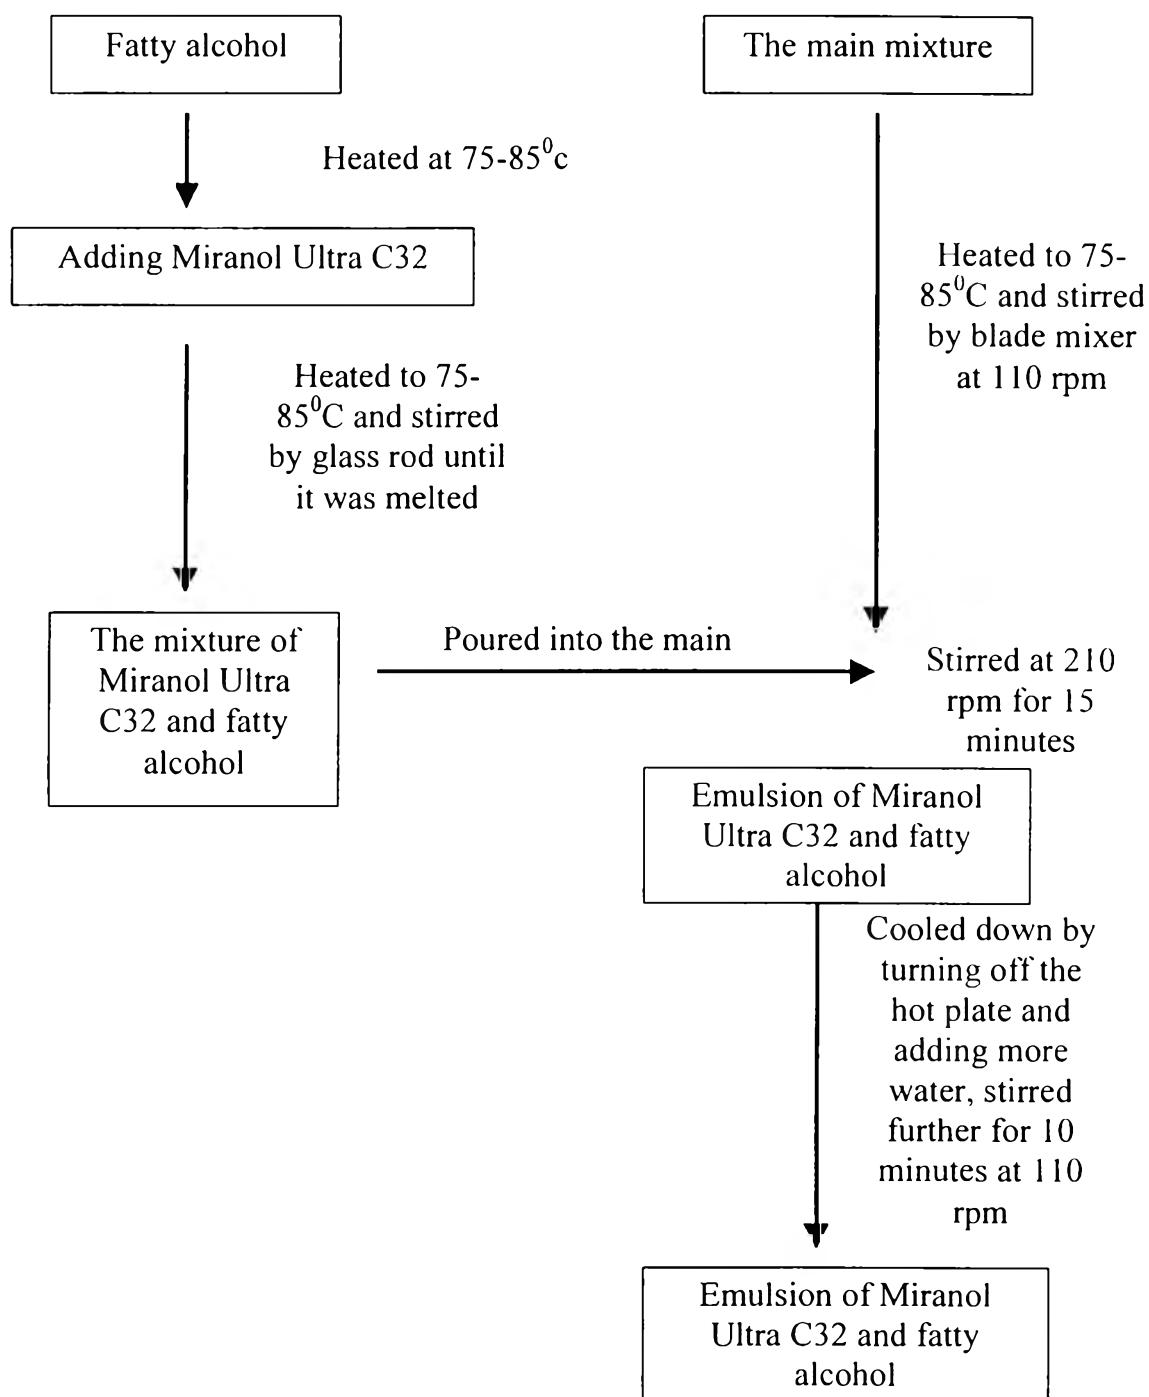 Fatty alcohol
The main mixture
Heated at 75-85⁰c
Adding Miranol Ultra C32
Heated to 75-
85⁰C and stirred
by blade mixer
at 110 rpm
Heated to 75-
85⁰C and stirred
by glass rod until
it was melted
The mixture of
Miranol Ultra
C32 and fatty
alcohol
Poured into the main
Stirred at 210
rpm for 15
minutes
Emulsion of Miranol
Ultra C32 and fatty
alcohol
Cooled down by
turning off the
hot plate and
adding more
water, stirred
further for 10
minutes at 110
rpm
Emulsion of Miranol
Ultra C32 and fatty
alcohol